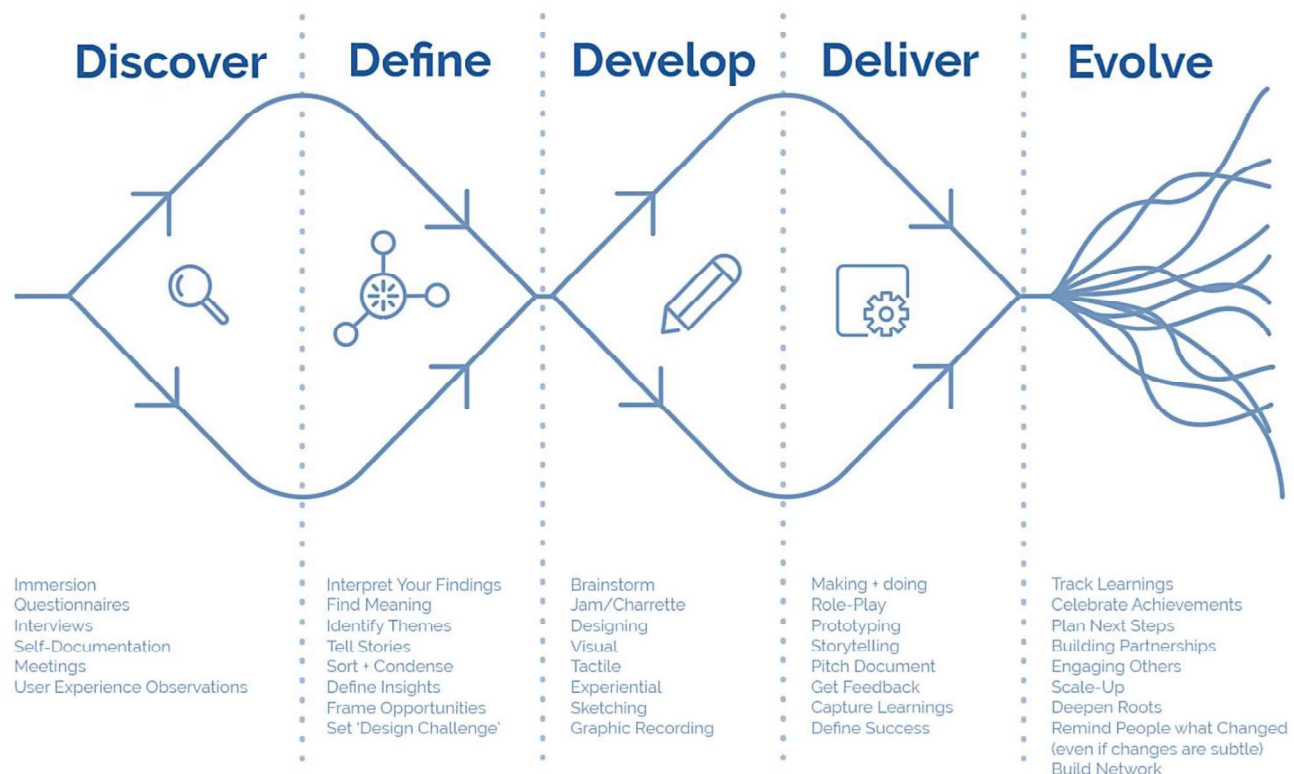 Discover
Define
Develop
Deliver
Evolve
Immersion
Questionnaires
Interviews
Self-Documentation
Meetings
User Experience Observations
Interpret Your Findings
Find Meaning
Identify Themes
Tell Stories
Sort + Condense
Define Insights
Frame Opportunities
Set 'Design Challenge'
Brainstorm
Jam/Charrette
Designing
Visual
Tactile
Experiential
Sketching
Graphic Recording
Making + doing
Role-Play
Prototyping
Storytelling
Pitch Document
Get Feedback
Capture Learnings
Define Success
Track Learnings
Celebrate Achievements
Plan Next Steps
Building Partnerships
Engaging Others
Scale-Up
Deepen Roots
Remind People what Changed
(even if changes are subtle)
Build Network